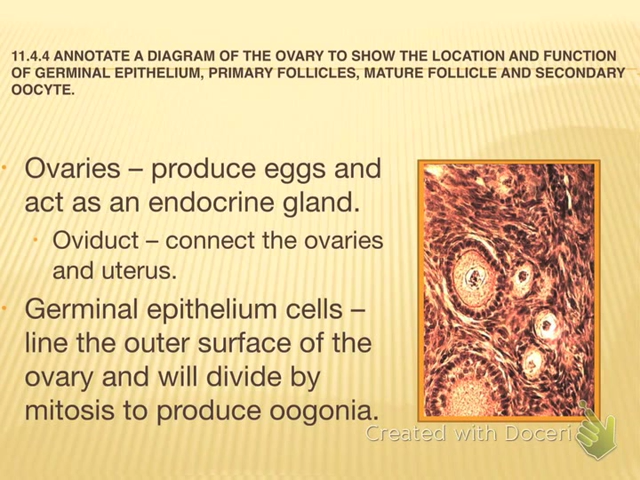 11.4.4 ANNOTATE A DIAGRAM OF THE OVARY TO SHOW THE LOCATION AND FUNCTION
OF GERMINAL EPITHELIUM, PRIMARY FOLLICLES, MATURE FOLLICLE AND SECONDARY
OOCYTE.
• Ovaries – produce eggs and
act as an endocrine gland.
• Oviduct – connect the ovaries
and uterus.
• Germinal epithelium cells –
line the outer surface of the
ovary and will divide by
mitosis to produce oogonia.
Created with Doceri